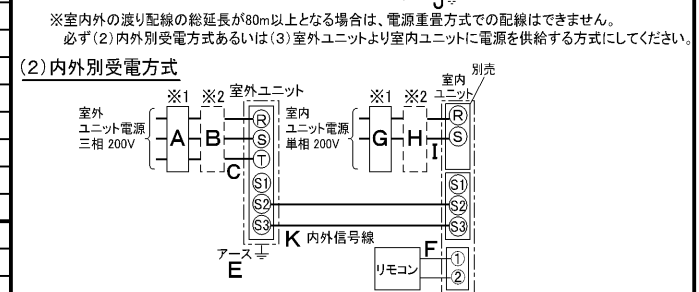 J
※室内外の渡り配線の総延長が80m以上となる場合は、電源重畳方式での配線はできません。
必ず(2)内外別受電方式あるいは(3)室外ユニットより室内ユニットに電源を供給する方式にしてください。
(2)内外別受電方式
室外
ユニット電源
三相 200V
※1 ※2
A
B
C
室外ユニット
R
S
T
S1
S2
S3
アース
E
K 内外信号線
室内
ユニット電源
単相 200V
※1 ※2
G
H
I
室内
ユニット
別売
R
S
S1
S2
S3
F
リモコン
1
2